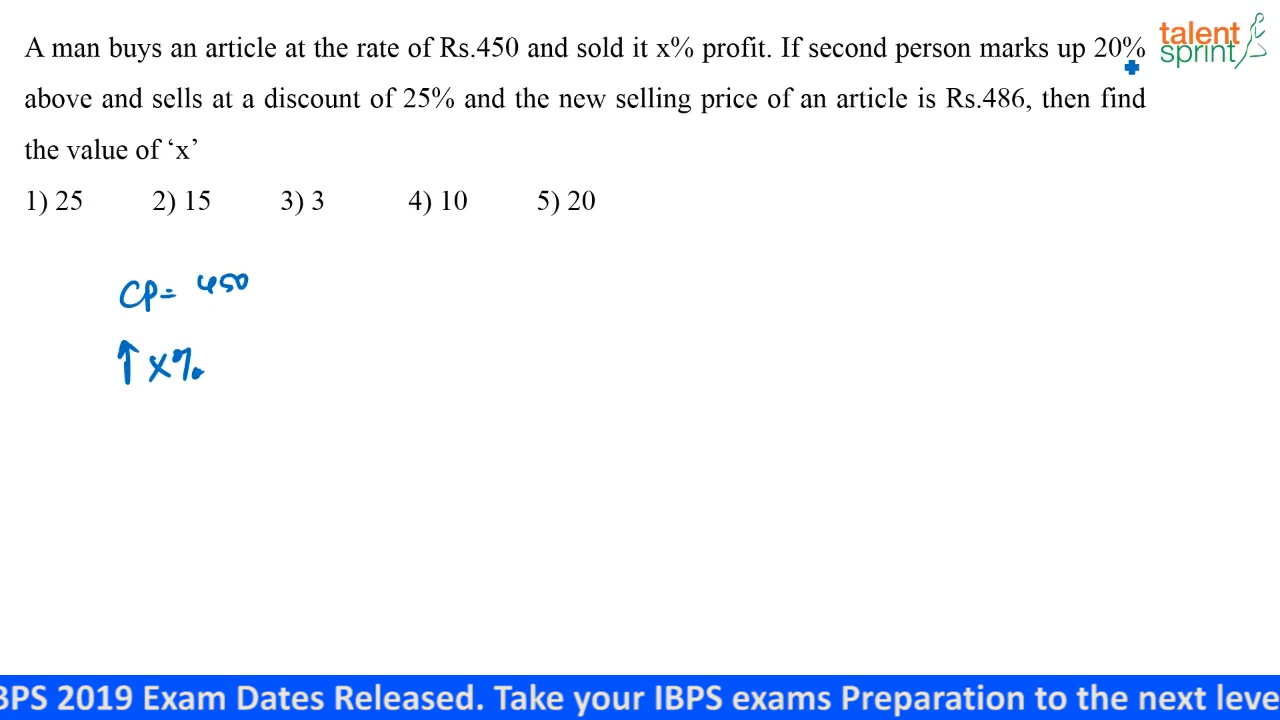 A man buys an article at the rate of Rs.450 and sold it x% profit. If second person marks up 20%
above and sells at a discount of 25% and the new selling price of an article is Rs.486, then find
the value of ‘x’
1) 25 2) 15 3) 3 4) 10 5) 20
talent
sprint
CP= 450
↑ x%
BPS 2019 Exam Dates Released. Take your IBPS exams Preparation to the next leve